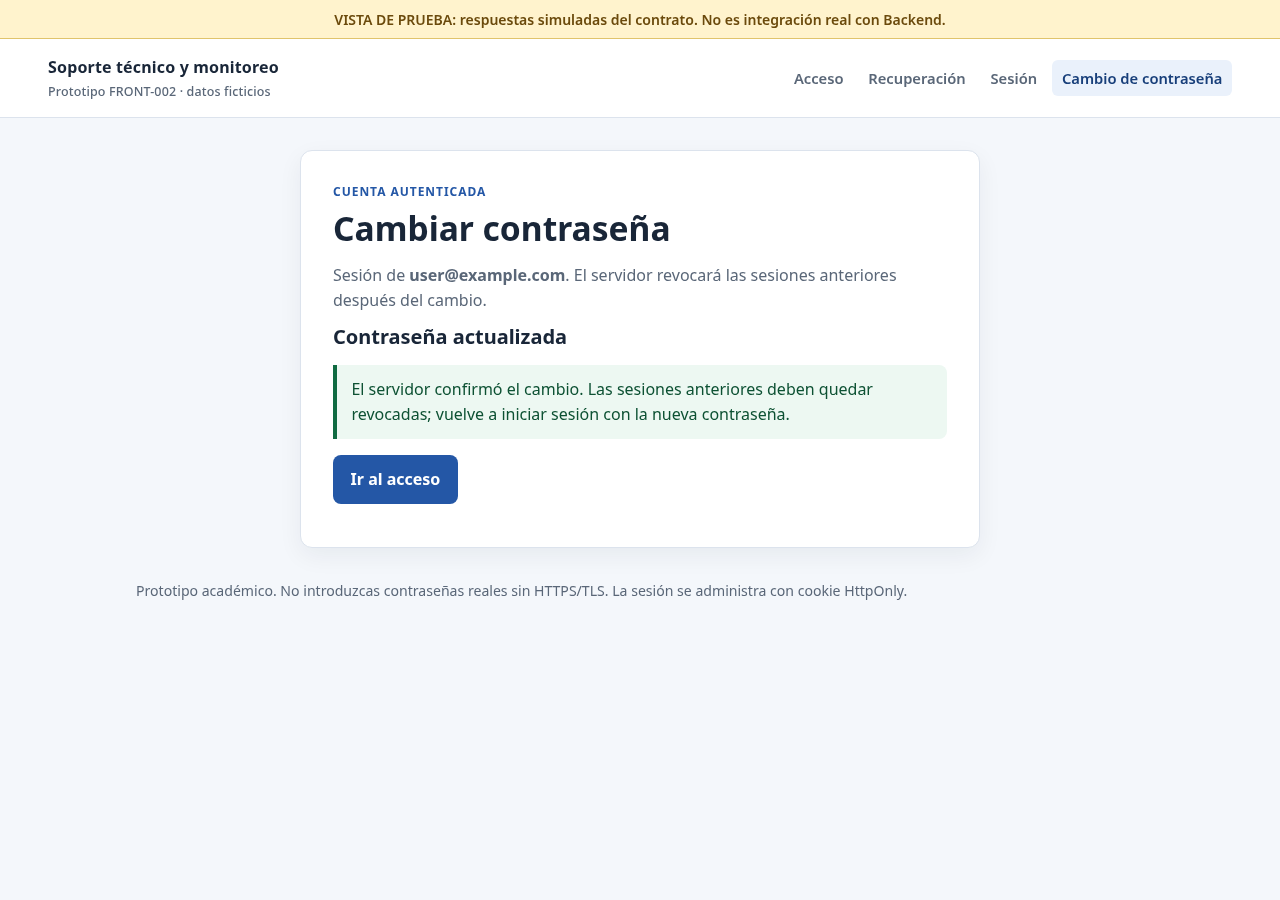 VISTA DE PRUEBA: respuestas simuladas del contrato. No es integración real con Backend.
Soporte técnico y monitoreo
Prototipo FRONT-002 · datos ficticios
Acceso Recuperación Sesión Cambio de contraseña
CUENTA AUTENTICADA
Cambiar contraseña
Sesión de user@example.com. El servidor revocará las sesiones anteriores
después del cambio.
Contraseña actualizada
El servidor confirmó el cambio. Las sesiones anteriores deben quedar
revocadas; vuelve a iniciar sesión con la nueva contraseña.
Ir al acceso
Prototipo académico. No introduzcas contraseñas reales sin HTTPS/TLS. La sesión se administra con cookie HttpOnly.